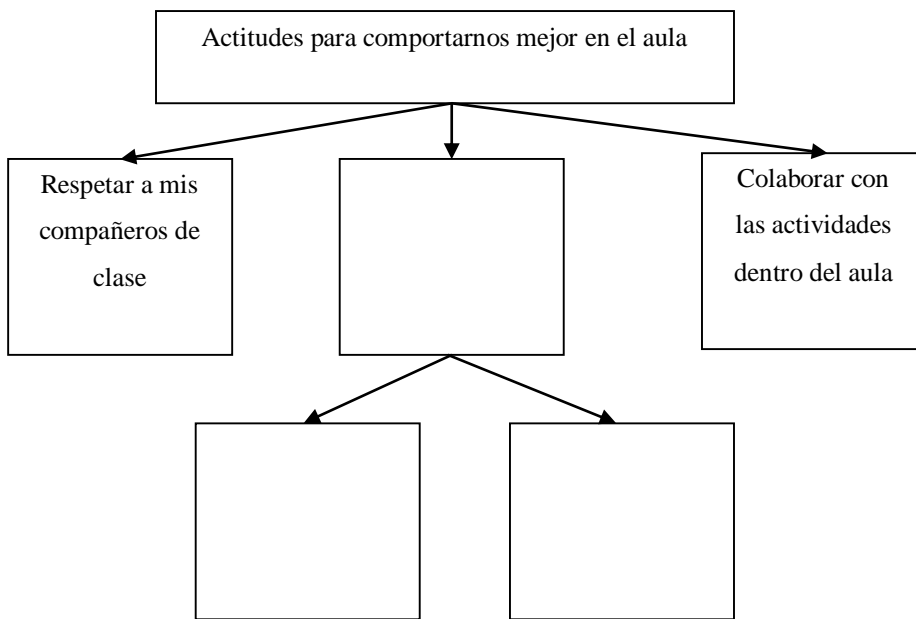 Actitudes para comportarnos mejor en el aula
Respetar a mis
compañeros de
clase
Colaborar con
las actividades
dentro del aula